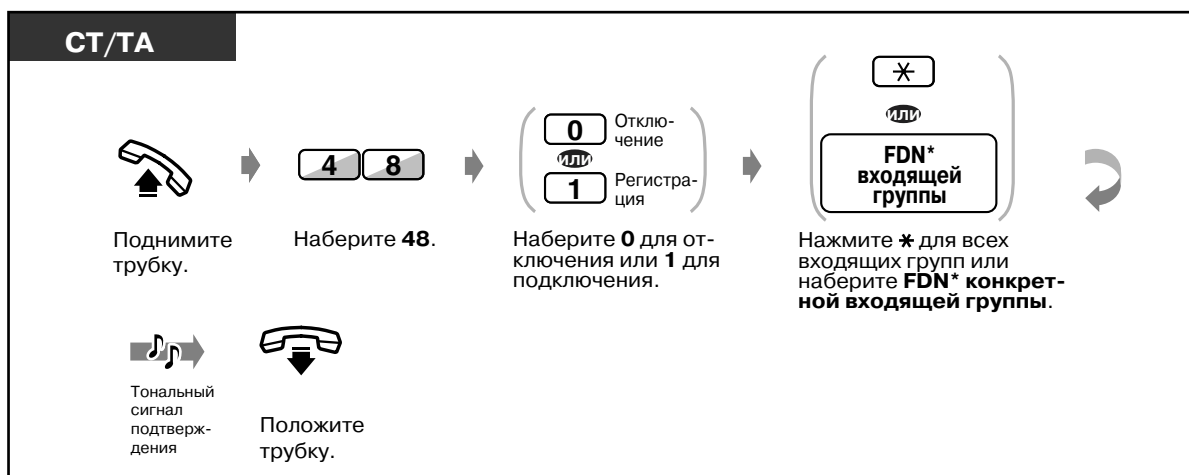 СТ/ТА
Поднимите
трубку.
4 8
Наберите 48.
0 Отклю-
чение
или
1 Регистра-
ция
Наберите 0 для от-
ключения или 1 для
подключения.
*
или
FDN*
входящей
группы
Нажмите * для всех
входящих групп или
наберите FDN* конкрет-
ной входящей группы.
Тональный
сигнал
подтверж-
дения
Положите
трубку.